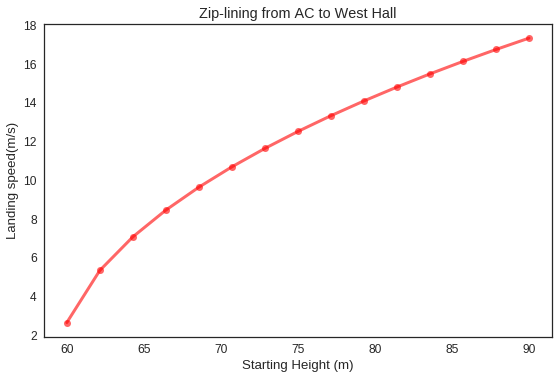 Zip-lining from AC to West Hall
18
16
14
12
10
8
6
4
2
Landing speed(m/s)
60 65 70 75 80 85 90
Starting Height (m)